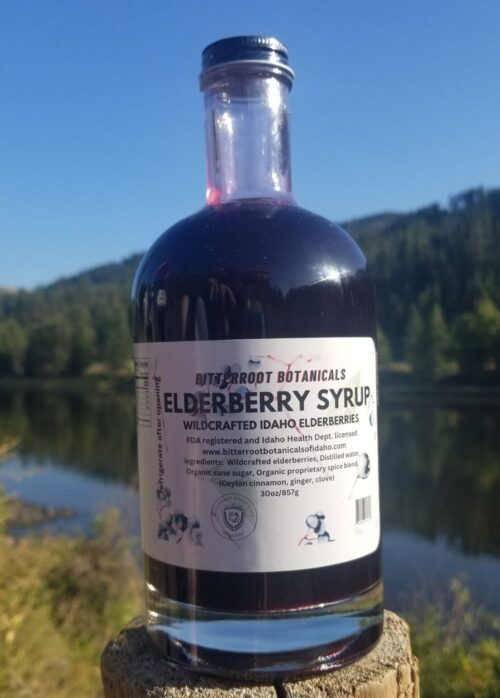 BITTERROOT BOTANICALS
ELDERBERRY SYRUP
WILDCRAFTED IDAHO ELDERBERRIES
FDA registered and Idaho Health Dept. licensed
www.bitterrootbotanicalsofidaho.com
Ingredients: Wildcrafted elderberries, Distilled water,
Organic cane sugar, Organic proprietary spice blend,
(Ceylon cinnamon, ginger, clove)
30oz/857g
Refrigerate after opening